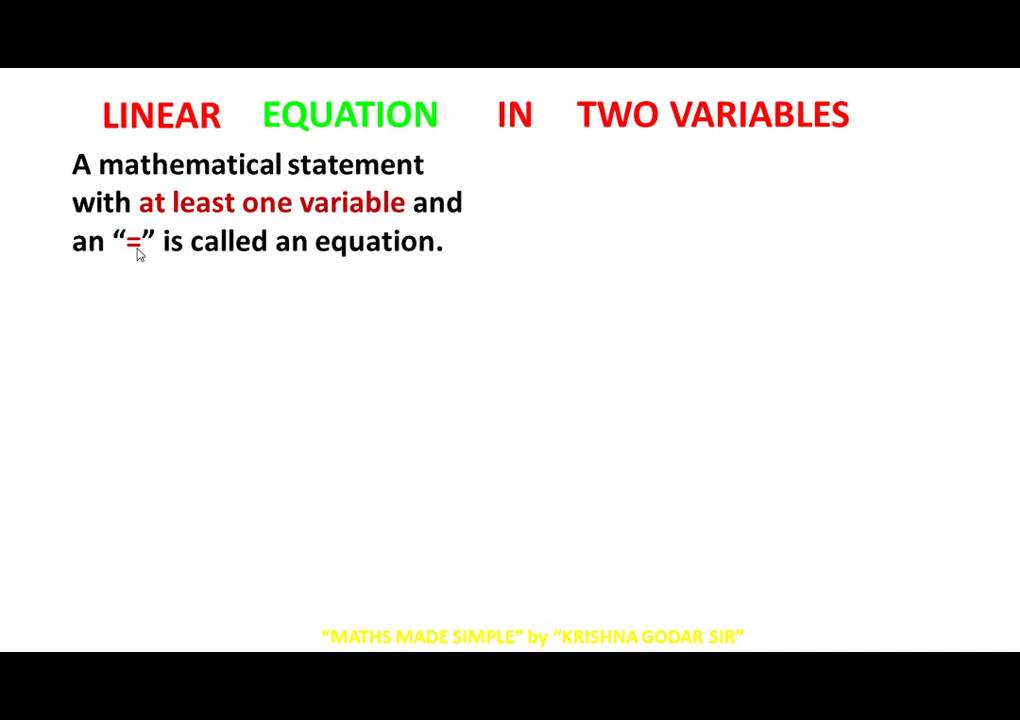 LINEAR EQUATION IN TWO VARIABLES
A mathematical statement
with at least one variable and
an “=” is called an equation.
“MATHS MADE SIMPLE” by “KRISHNA GODAR SIR”